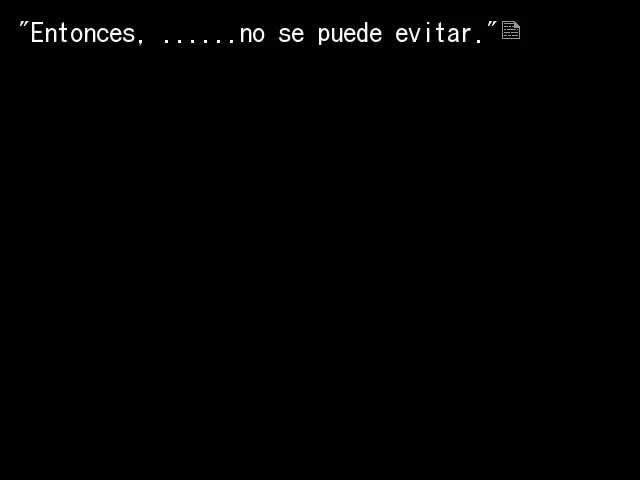 "Entonces, ......no se puede evitar."